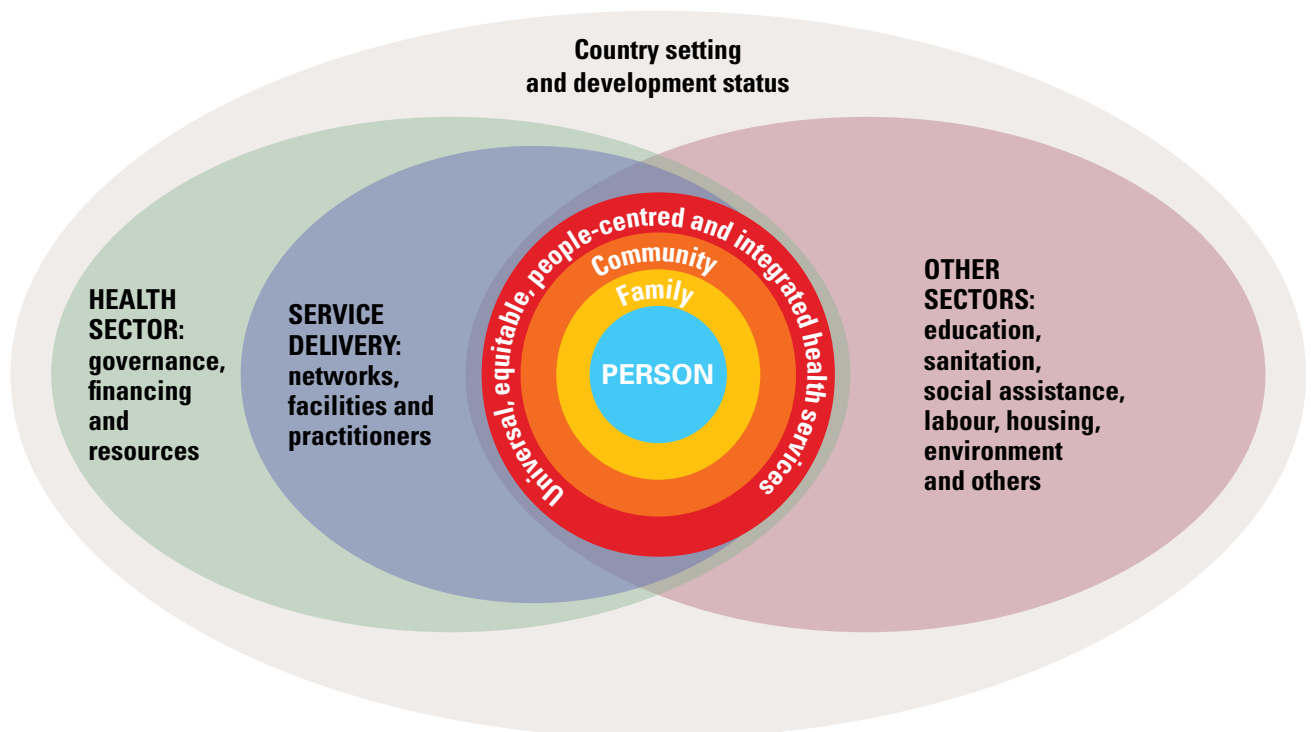 Country setting
and development status
HEALTH
SECTOR:
governance,
financing
and
resources
SERVICE
DELIVERY:
networks,
facilities and
practitioners
Universal, equitable, people-centred and integrated health services
Community
Family
PERSON
OTHER
SECTORS:
education,
sanitation,
social assistance,
labour, housing,
environment
and others